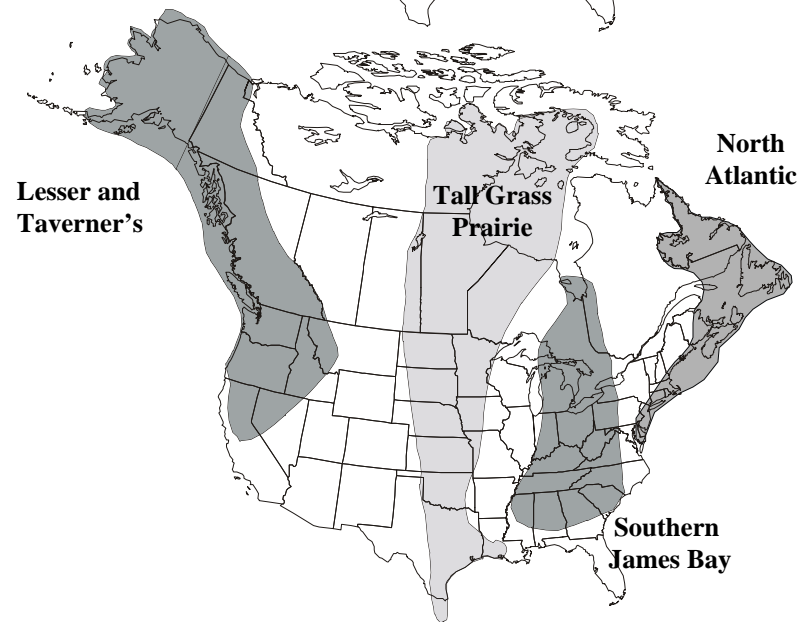 North
Atlantic
Lesser and
Taverner's
Tall Grass
Prairie
Southern
James Bay